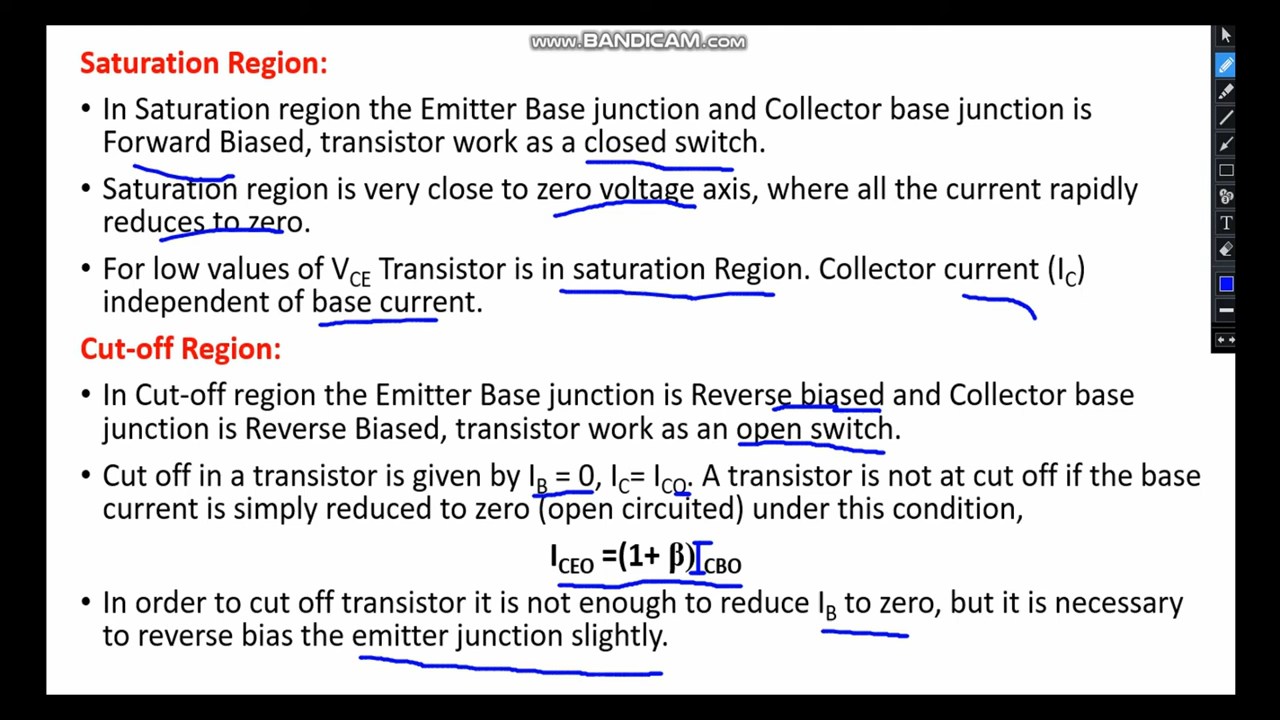 www.BANDICAM.com
Saturation Region:
• In Saturation region the Emitter Base junction and Collector base junction is
Forward Biased, transistor work as a closed switch.
• Saturation region is very close to zero voltage axis, where all the current rapidly
reduces to zero.
• For low values of VCE Transistor is in saturation Region. Collector current (IC)
independent of base current.
Cut-off Region:
• In Cut-off region the Emitter Base junction is Reverse biased and Collector base
junction is Reverse Biased, transistor work as an open switch.
• Cut off in a transistor is given by IB = 0, IC= ICO. A transistor is not at cut off if the base
current is simply reduced to zero (open circuited) under this condition,
ICEO =(1+ β)ICBO
• In order to cut off transistor it is not enough to reduce IB to zero, but it is necessary
to reverse bias the emitter junction slightly.
T